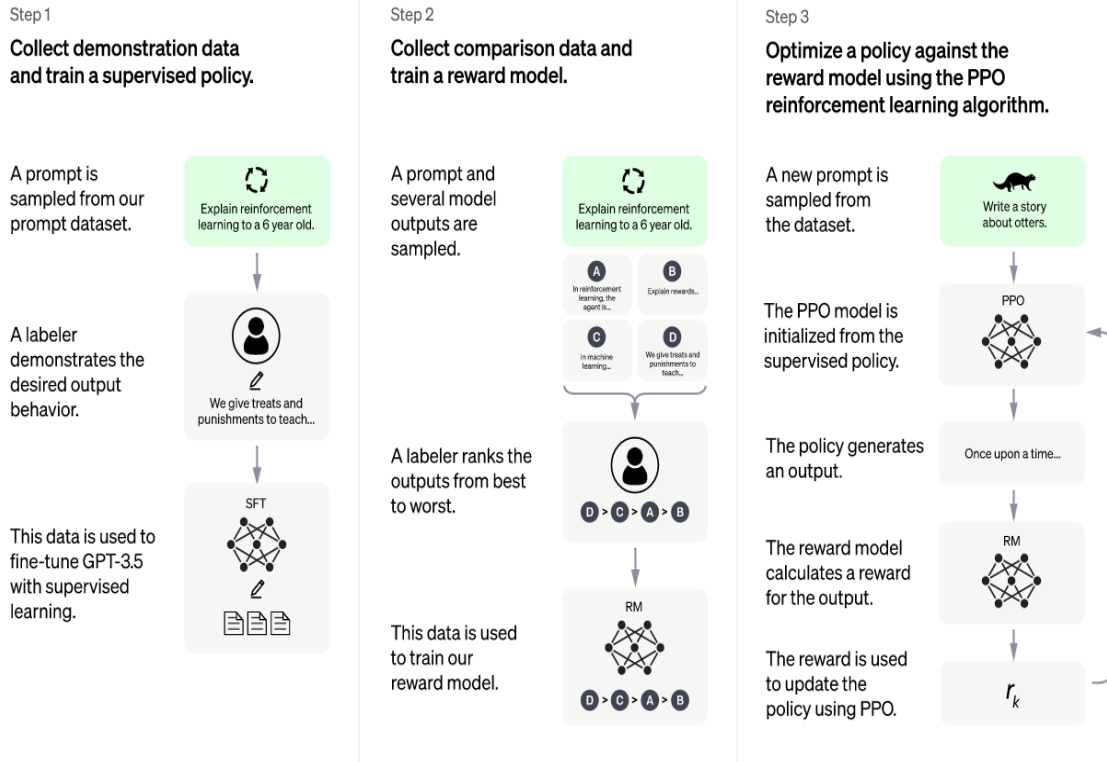 Step 1
Collect demonstration data
and train a supervised policy.
A prompt is
sampled from our
prompt dataset.
Explain reinforcement
learning to a 6 year old.
A labeler
demonstrates the
desired output
behavior.
We give treats and
punishments to teach...
This data is used to
fine-tune GPT-3.5
with supervised
learning.
SFT
Step 2
Collect comparison data and
train a reward model.
A prompt and
several model
outputs are
sampled.
Explain reinforcement
learning to a 6 year old.
A
In reinforcement
learning, the
agent is...
B
Explain rewards...
C
In machine
learning...
D
We give treats and
punishments to
teach...
A labeler ranks the
outputs from best
to worst.
D > C > A > B
This data is used
to train our
reward model.
RM
D > C > A > B
Step 3
Optimize a policy against the
reward model using the PPO
reinforcement learning algorithm.
A new prompt is
sampled from
the dataset.
Write a story
about otters.
The PPO model is
initialized from the
supervised policy.
PPO
The policy generates
an output.
Once upon a time...
The reward model
calculates a reward
for the output.
RM
The reward is used
to update the
policy using PPO.
rk